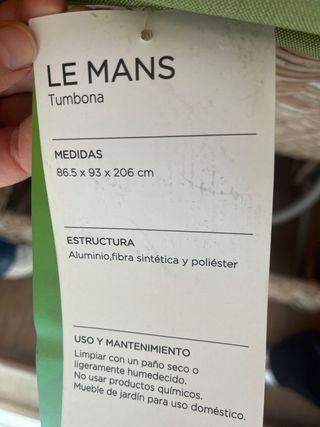 LE MANS
Tumbona
MEDIDAS
86.5 x 93 x 206 cm
ESTRUCTURA
Aluminio,fibra sintética y poliéster
USO Y MANTENIMIENTO
Limpiar con un paño seco o
ligeramente humedecido.
No usar productos químicos.
Mueble de jardín para uso doméstico.